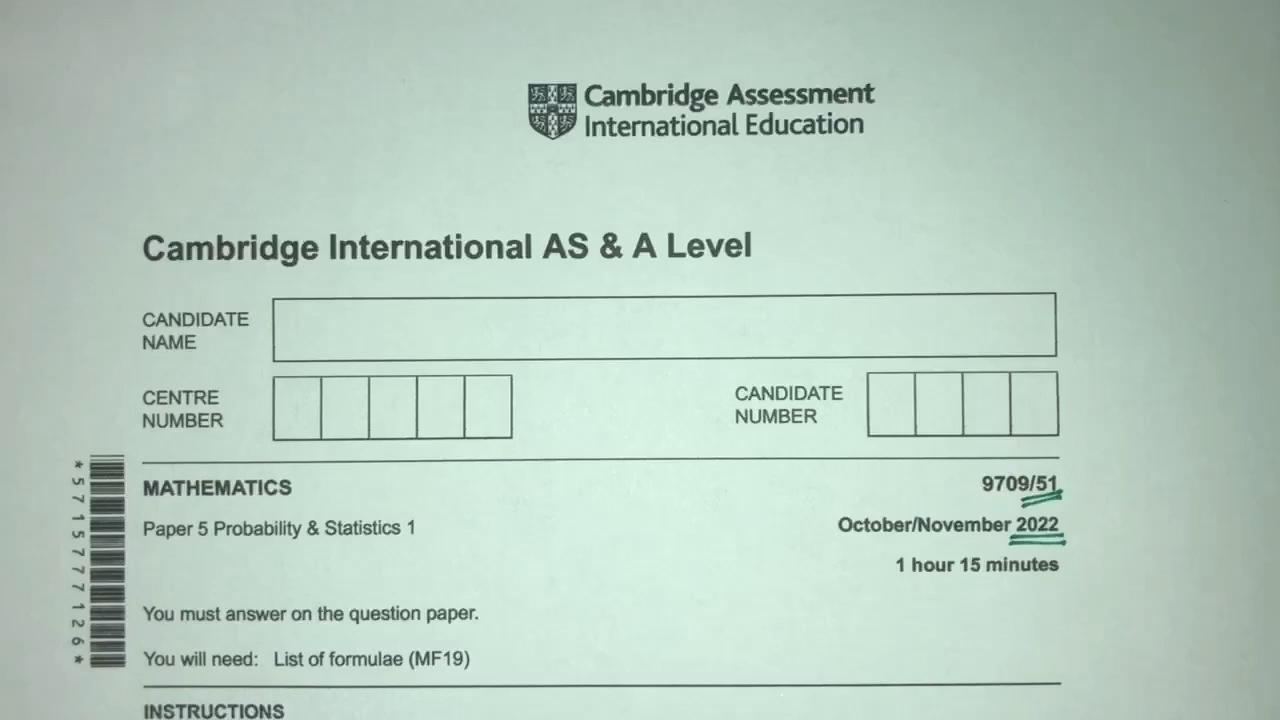 Cambridge Assessment
International Education
Cambridge International AS & A Level
CANDIDATE
NAME
CENTRE
NUMBER
CANDIDATE
NUMBER
*5715777126*
MATHEMATICS
9709/51
Paper 5 Probability & Statistics 1
October/November 2022
1 hour 15 minutes
You must answer on the question paper.
You will need: List of formulae (MF19)
INSTRUCTIONS